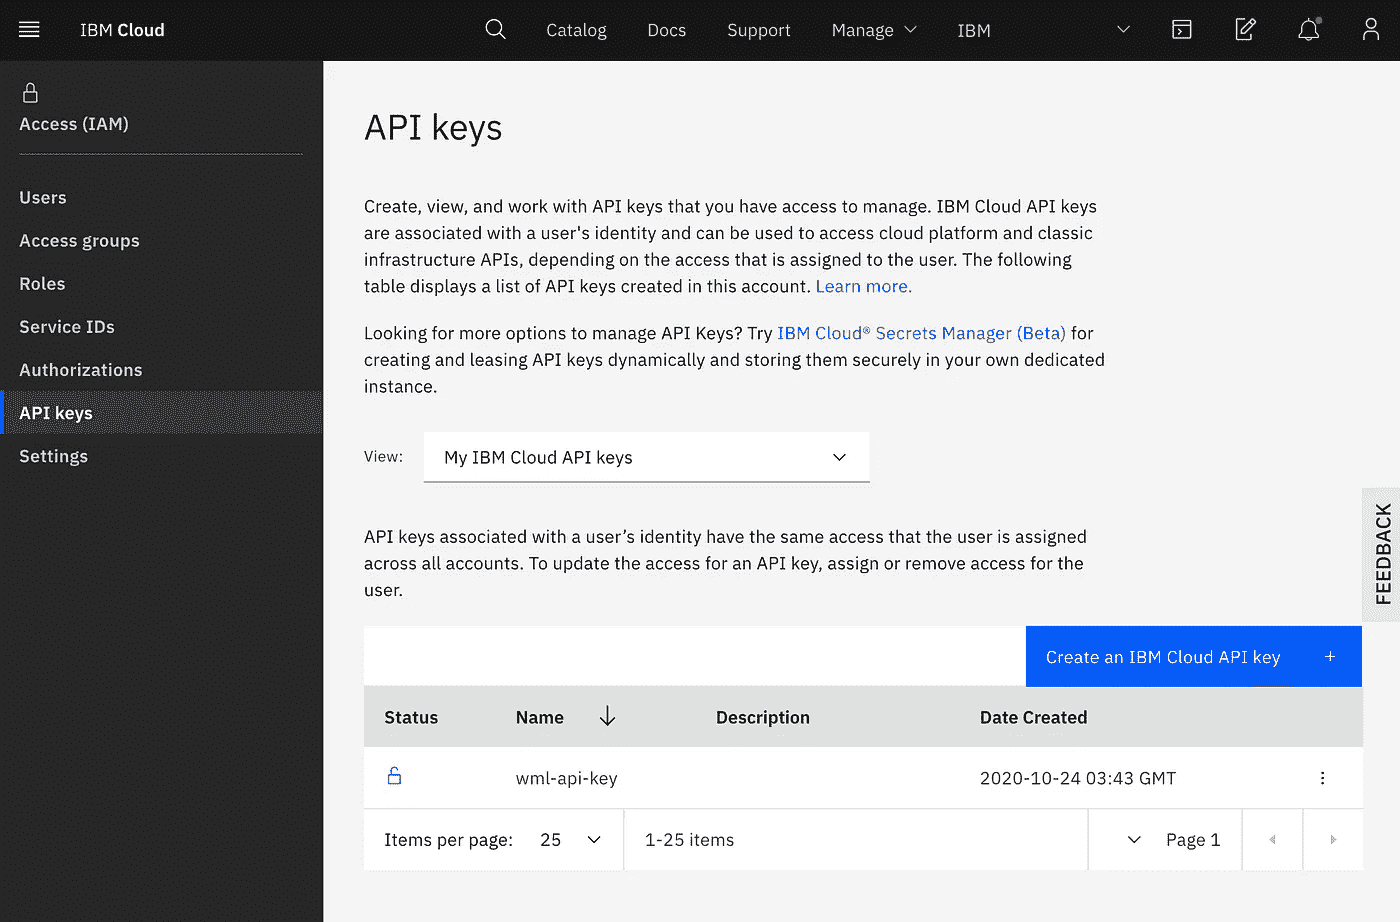 IBM Cloud
Catalog
Docs
Support
Manage
IBM
Access (IAM)
Users
Access groups
Roles
Service IDs
Authorizations
API keys
Settings
API keys
Create, view, and work with API keys that you have access to manage. IBM Cloud API keys
are associated with a user's identity and can be used to access cloud platform and classic
infrastructure APIs, depending on the access that is assigned to the user. The following
table displays a list of API keys created in this account. Learn more.
Looking for more options to manage API Keys? Try IBM Cloud® Secrets Manager (Beta) for
creating and leasing API keys dynamically and storing them securely in your own dedicated
instance.
View:
My IBM Cloud API keys
API keys associated with a user’s identity have the same access that the user is assigned
across all accounts. To update the access for an API key, assign or remove access for the
user.
FEEDBACK
Create an IBM Cloud API key +
Status Name Description Date Created
wml-api-key 2020-10-24 03:43 GMT
Items per page: 25 1-25 items Page 1